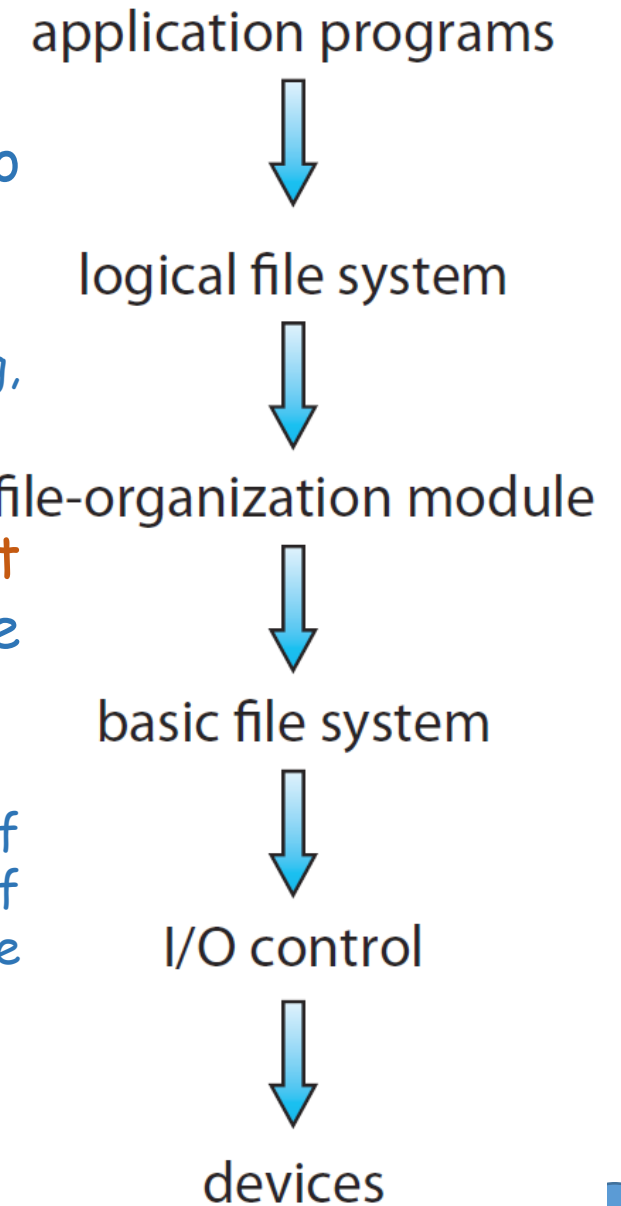 application programs
logical file system
file-organization module
basic file system
I/O control
devices